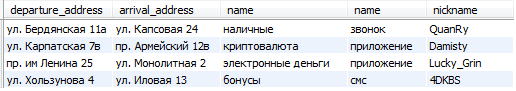 departure_address arrival_address name name nickname
ул. Бердянская 11а ул. Капсовая 24 наличные звонок QuanRy
ул. Карпатская 7в пр. Армейский 12в криптовалюта приложение Damisty
пр. им Ленина 25 ул. Монолитная 2 электронные деньги приложение Lucky_Grin
ул. Хользунова 4 ул. Иловая 13 бонусы смс 4DKBS